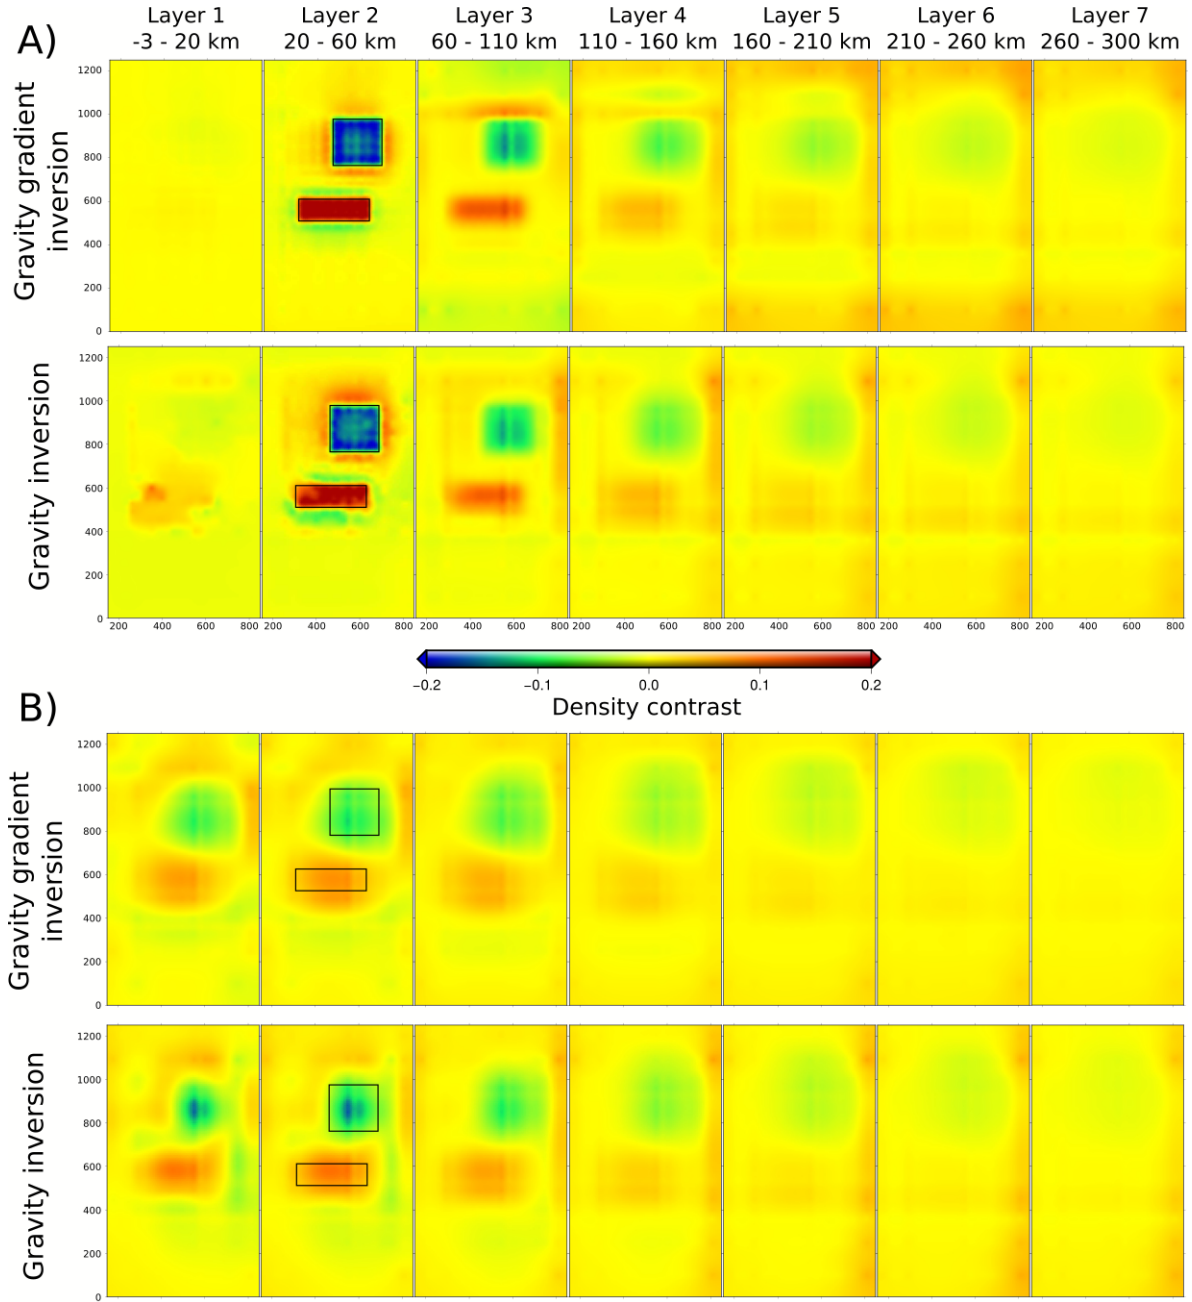 A)
Layer 1
-3 - 20 km
Layer 2
20 - 60 km
Layer 3
60 - 110 km
Layer 4
110 - 160 km
Layer 5
160 - 210 km
Layer 6
210 - 260 km
Layer 7
260 - 300 km
Gravity gradient
inversion
1200
1000
800
600
400
200
0
Gravity inversion
1200
1000
800
600
400
200
0
200 400 600 800
200 400 600 800
200 400 600 800
200 400 600 800
200 400 600 800
200 400 600 800
200 400 600 800
−0.2 −0.1 0.0 0.1 0.2
Density contrast
B)
Gravity gradient
inversion
1200
1000
800
600
400
200
0
Gravity inversion
1200
1000
800
600
400
200
0